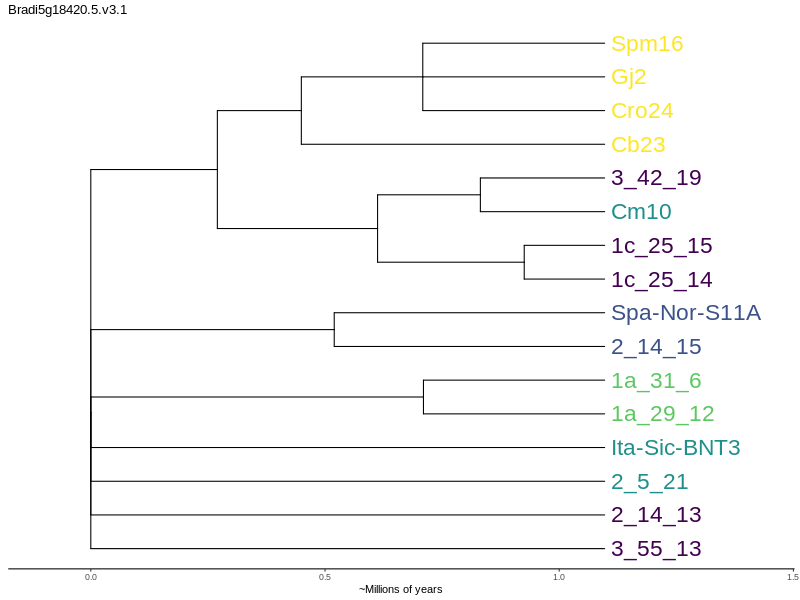 Bradi5g18420.5.v3.1
Spm16
Gj2
Cro24
Cb23
3_42_19
Cm10
1c_25_15
1c_25_14
Spa-Nor-S11A
2_14_15
1a_31_6
1a_29_12
Ita-Sic-BNT3
2_5_21
2_14_13
3_55_13
0.0 0.5 1.0 1.5
~Millions of years